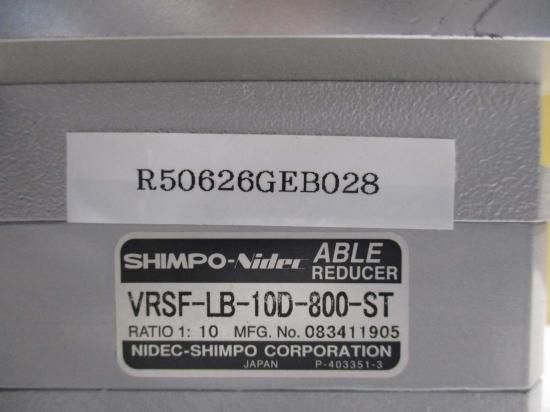 R50626GEB028
SHIMPO-Nidec ABLE REDUCER
VRSF-LB-10D-800-ST
RATIO 1: 10 MFG. No. 083411905
NIDEC-SHIMPO CORPORATION
JAPAN P-403351-3